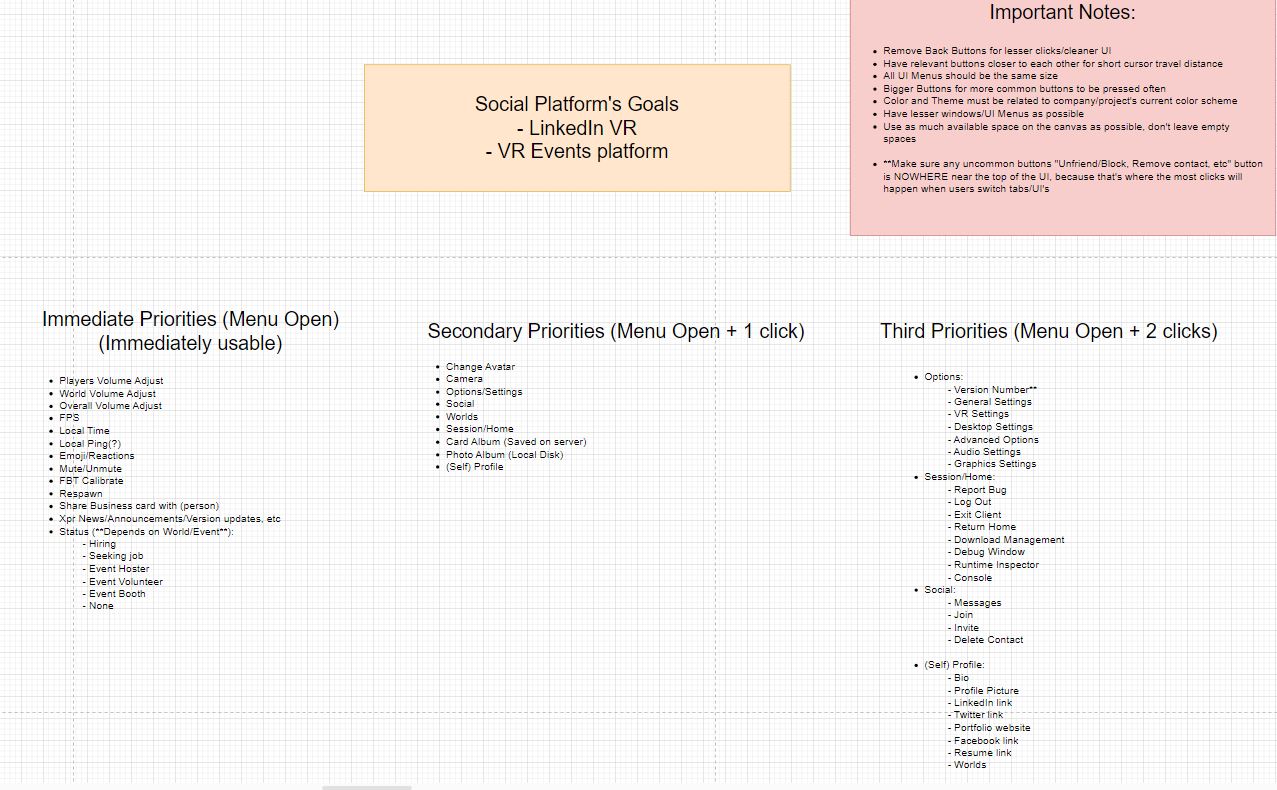 Important Notes:
• Remove Back Buttons for lesser clicks/cleaner UI
• Have relevant buttons closer to each other for short cursor travel distance
• All UI Menus should be the same size
• Bigger Buttons for more common buttons to be pressed often
• Color and Theme must be related to company/project's current color scheme
• Have lesser windows/UI Menus as possible
• Use as much available space on the canvas as possible, don't leave empty
spaces
• **Make sure any uncommon buttons "Unfriend/Block, Remove contact, etc" button
is NOWHERE near the top of the UI, because that's where the most clicks will
happen when users switch tabs/UI's
Social Platform's Goals
- LinkedIn VR
- VR Events platform
Immediate Priorities (Menu Open)
(Immediately usable)
• Players Volume Adjust
• World Volume Adjust
• Overall Volume Adjust
• FPS
• Local Time
• Local Ping(?)
• Emoji/Reactions
• Mute/Unmute
• FBT Calibrate
• Respawn
• Share Business card with (person)
• Xpr News/Announcements/Version updates, etc
• Status (**Depends on World/Event**):
- Hiring
- Seeking job
- Event Hoster
- Event Volunteer
- Event Booth
- None
Secondary Priorities (Menu Open + 1 click)
• Change Avatar
• Camera
• Options/Settings
• Social
• Worlds
• Session/Home
• Card Album (Saved on server)
• Photo Album (Local Disk)
• (Self) Profile
Third Priorities (Menu Open + 2 clicks)
• Options:
- Version Number**
- General Settings
- VR Settings
- Desktop Settings
- Advanced Options
- Audio Settings
- Graphics Settings
• Session/Home:
- Report Bug
- Log Out
- Exit Client
- Return Home
- Download Management
- Debug Window
- Runtime Inspector
- Console
• Social:
- Messages
- Join
- Invite
- Delete Contact
• (Self) Profile:
- Bio
- Profile Picture
- LinkedIn link
- Twitter link
- Portfolio website
- Facebook link
- Resume link
- Worlds